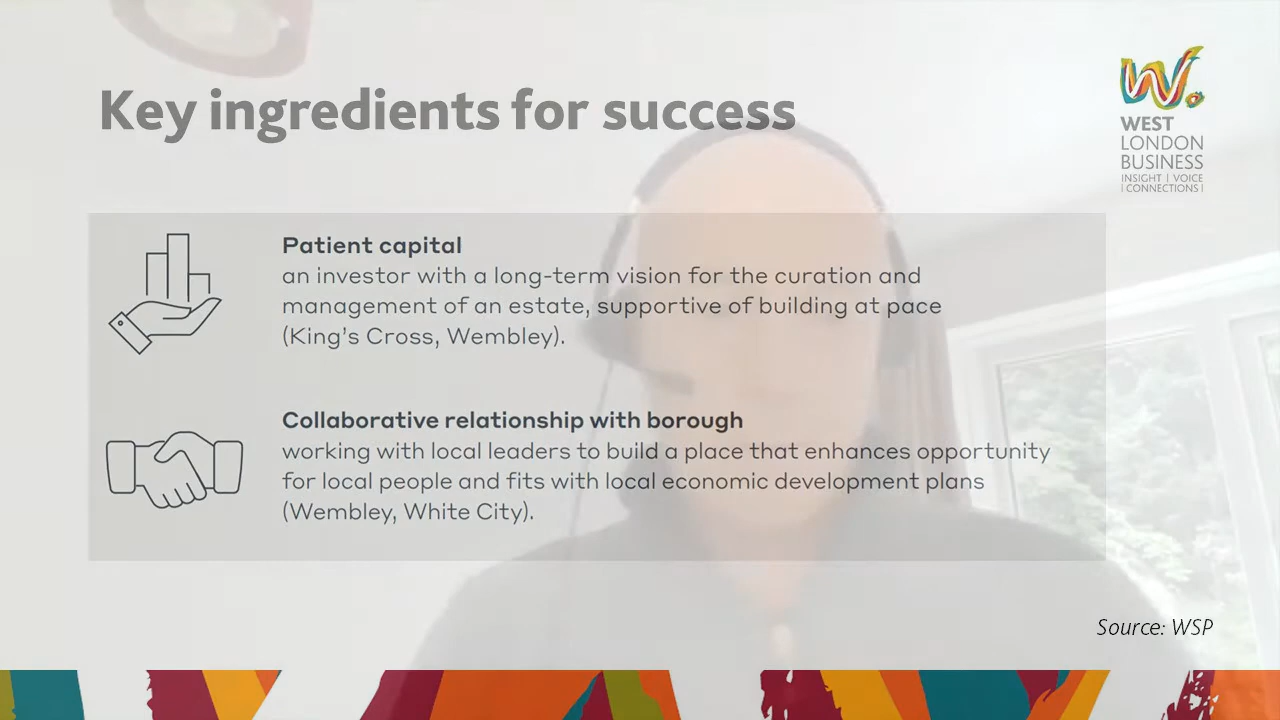 Key ingredients for success
W.
WEST
LONDON
BUSINESS
INSIGHT | VOICE
| CONNECTIONS |
Patient capital
an investor with a long-term vision for the curation and
management of an estate, supportive of building at pace
(King's Cross, Wembley).
Collaborative relationship with borough
working with local leaders to build a place that enhances opportunity
for local people and fits with local economic development plans
(Wembley, White City).
Source: WSP